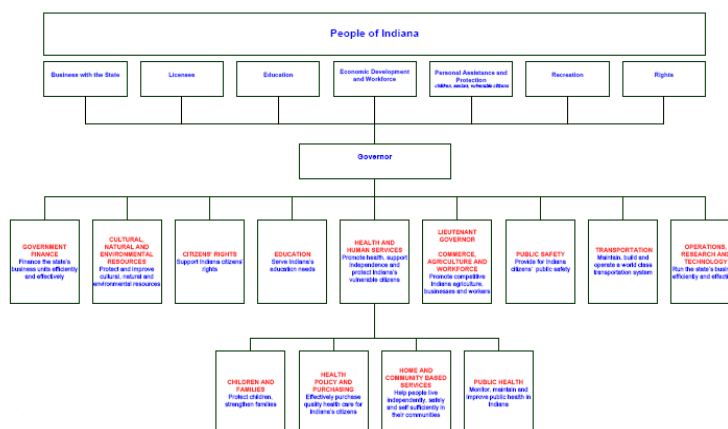 People of Indiana
Business with the State
Licenses
Education
Economic Development
and Workforce
Personal Assistance and
Protection
children, seniors, vulnerable citizens
Recreation
Rights
Governor
GOVERNMENT
FINANCE
Finance the state's
business units efficiently
and effectively
CULTURAL,
NATURAL AND
ENVIRONMENTAL
RESOURCES
Protect and improve
cultural, natural and
environmental resources
CITIZENS' RIGHTS
Support Indiana citizens'
rights
EDUCATION
Serve Indiana's
education needs
HEALTH AND
HUMAN SERVICES
Promote health, support
independence and
protect Indiana's
vulnerable citizens
LIEUTENANT
GOVERNOR
COMMERCE,
AGRICULTURE AND
WORKFORCE
Promote competitive
Indiana agriculture,
businesses and workers
PUBLIC SAFETY
Provide for Indiana
citizens' public safety
TRANSPORTATION
Maintain, build and
operate a world class
transportation system
OPERATIONS,
RESEARCH AND
TECHNOLOGY
Run the state's busin
efficiently and effecti
CHILDREN AND
FAMILIES
Protect children,
strengthen families
HEALTH
POLICY AND
PURCHASING
Effectively purchase
quality health care for
Indiana's citizens
HOME AND
COMMUNITY BASED
SERVICES
Help people live
independently, safely
and self sufficiently in
their communities
PUBLIC HEALTH
Monitor, maintain and
improve public health in
Indiana